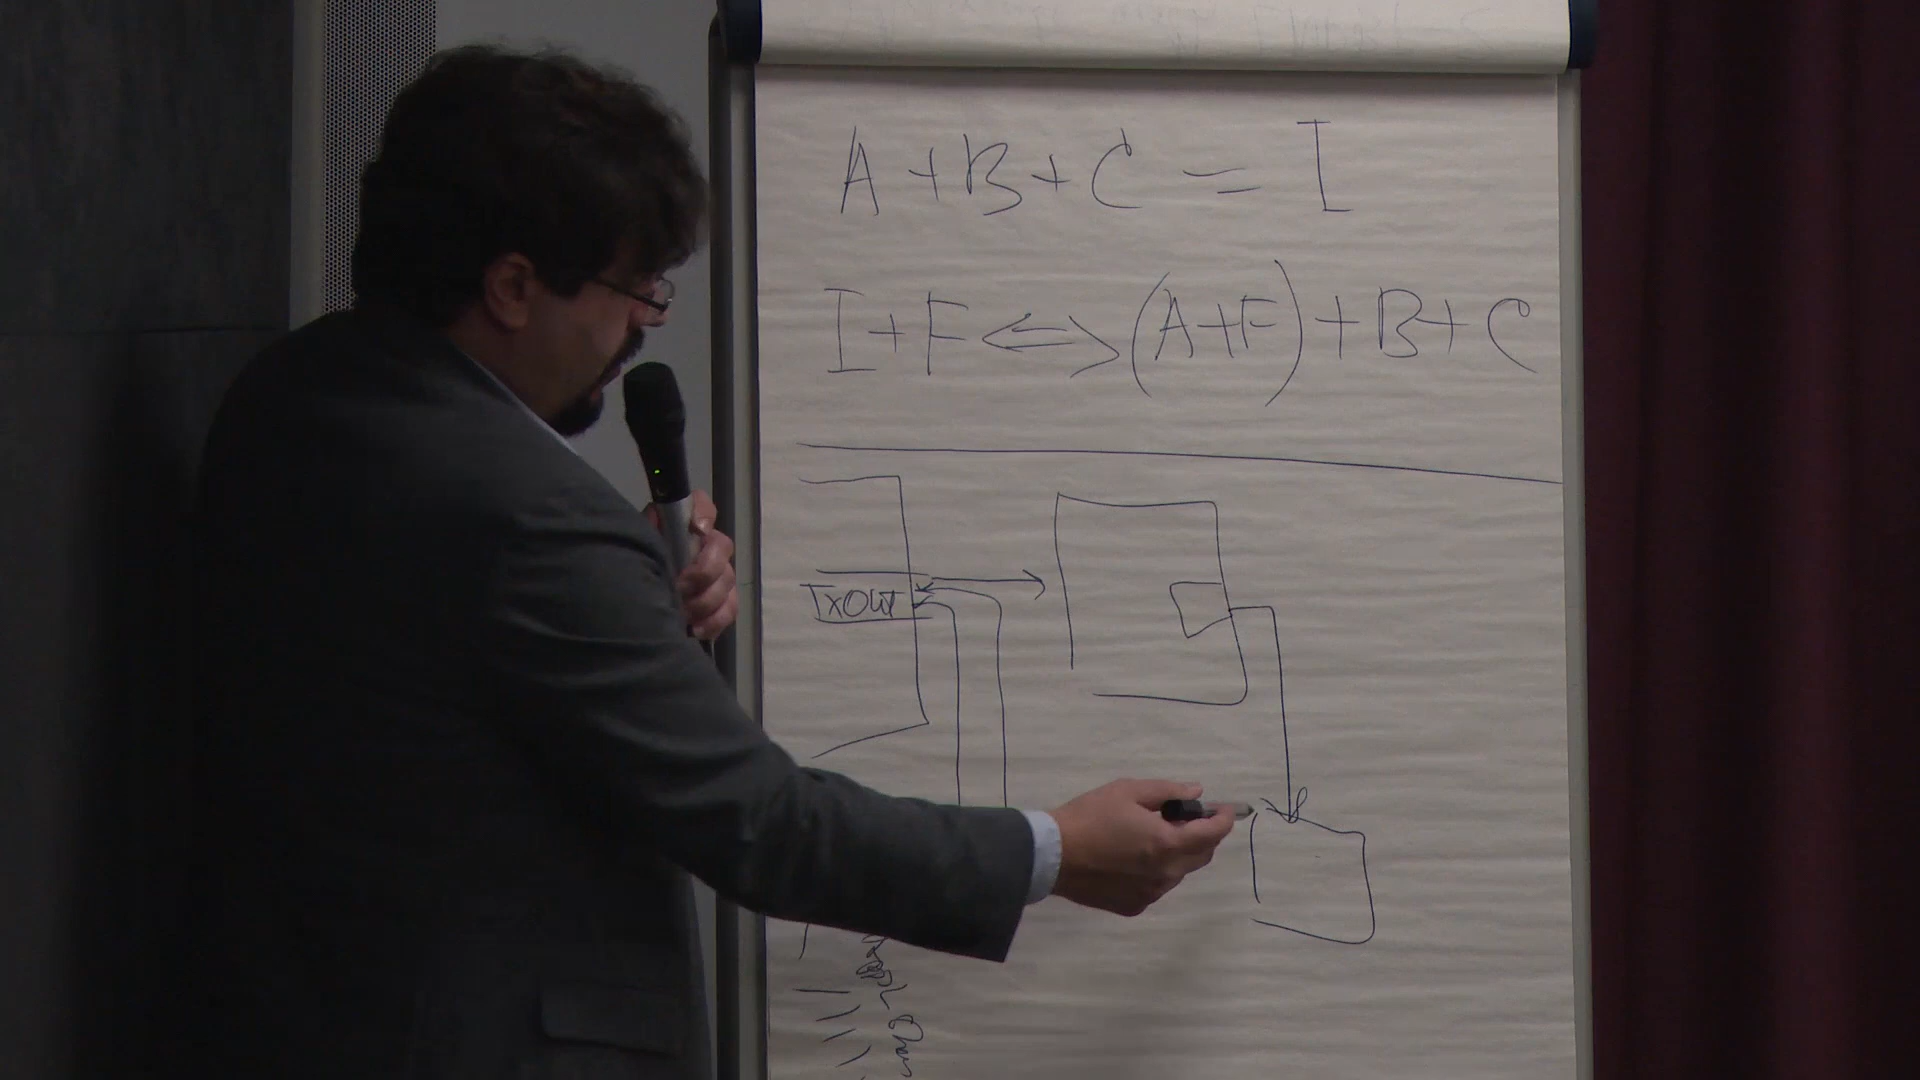 A + B + C = I
I + F ⇔ (A+F) + B + C
TxOut